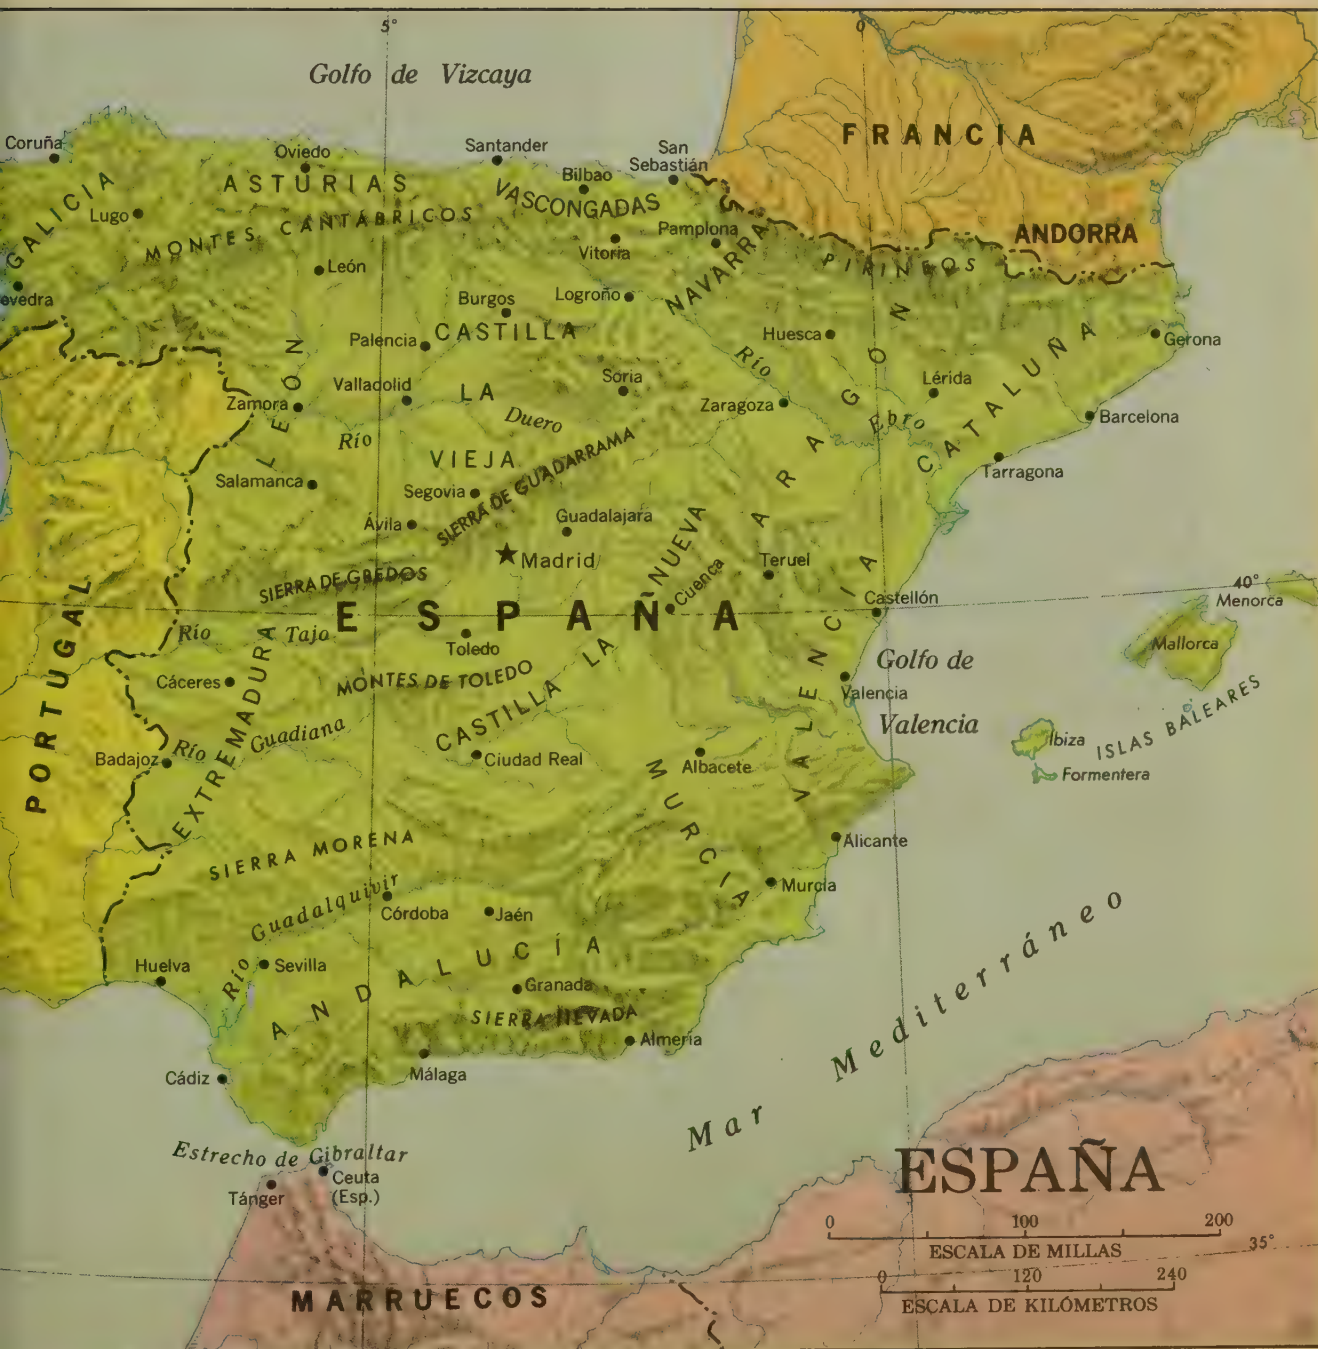 5°
0
Golfo de Vizcaya
FRANCIA
Coruña
Oviedo
Santander
San
Sebastián
Bilbao
ASTURIAS
VASCONGADAS
GALICIA
Lugo
MONTES CANTÁBRICOS
Pamplona
ANDORRA
Vitoria
NAVARRA
PIRINEOS
León
evedra
Burgos
Logroño
CASTILLA
Huesca
Gerona
Palencia
LEÓN
Río
ARAGÓN
CATALUÑA
Valladolid
LA
Soria
Lérida
Zamora
Duero
Zaragoza
Ebro
Barcelona
Río
VIEJA
SIERRA DE GUADARRAMA
Tarragona
Salamanca
Segovia
Ávila
Guadalajara
NUEVA
Madrid
Teruel
Cuenca
SIERRA DE GREDOS
40°
Castellón
Menorca
ESPAÑA
Río
Tajo
Toledo
Mallorca
PORTUGAL
LA
Golfo de
Valencia
Cáceres
MONTES DE TOLEDO
Valencia
VALENCIA
EXTREMADURA
CASTILLA
ISLAS BALEARES
Guadiana
Río
Badajoz
Ciudad Real
Albacete
Ibiza
Formentera
MURCIA
SIERRA MORENA
Alicante
Guadalquivir
Murcia
Córdoba
Jaén
Río
ANDALUCÍA
Huelva
Sevilla
Granada
SIERRA NEVADA
Almería
Mar Mediterráneo
Cádiz
Málaga
Estrecho de Gibraltar
Ceuta
(Esp.)
Tánger
ESPAÑA
0 100 200
ESCALA DE MILLAS
35°
0 120 240
ESCALA DE KILÓMETROS
MARRUECOS